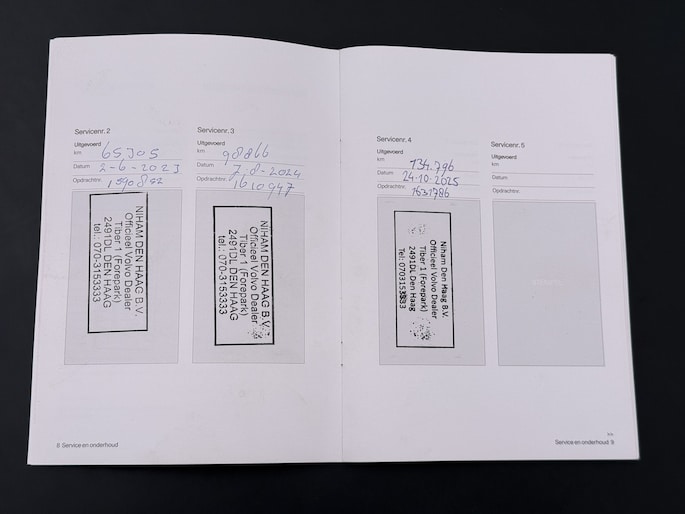 Servicenr. 2
Uitgevoerd
km 65305
Datum 2-6-2023
Opdrachtnr. 1590892
NIHAM DEN HAAG B.V.
Officieel Volvo Dealer
Tiber 1 (Forepark)
2491DL DEN HAAG
tel.: 070-3153333
Servicenr. 3
Uitgevoerd
km 98866
Datum 7-8-2024
Opdrachtnr. 1610947
NIHAM DEN HAAG B.V.
Officieel Volvo Dealer
Tiber 1 (Forepark)
2491DL DEN HAAG
tel.: 070-3153333
8 Service en onderhoud
Servicenr. 4
Uitgevoerd
km 134.796
Datum 24-10-2025
Opdrachtnr. 1631786
Niham Den Haag B.V.
Officieel Volvo Dealer
Tiber 1 (Forepark)
2491DL Den Haag
Tel: 0703153333
Servicenr. 5
Uitgevoerd
km
Datum
Opdrachtnr.
Service en onderhoud 9